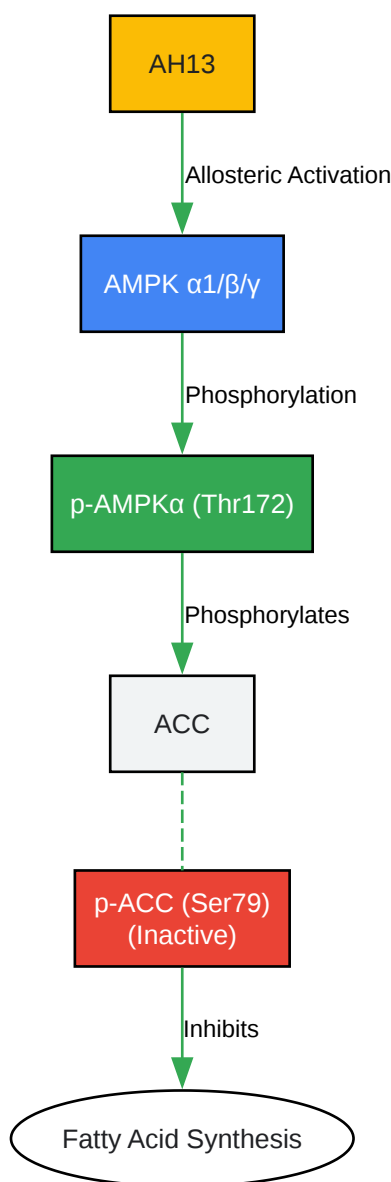 AH13
Allosteric Activation
AMPK α1/β/γ
Phosphorylation
p-AMPKα (Thr172)
Phosphorylates
ACC
p-ACC (Ser79)
(Inactive)
Inhibits
Fatty Acid Synthesis